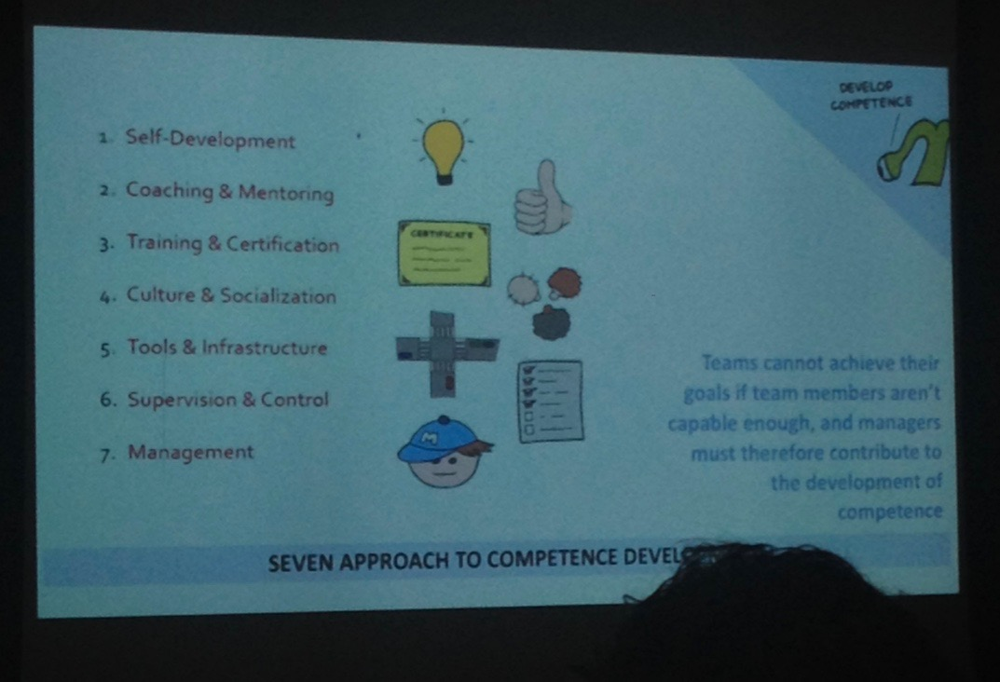 DEVELOP
COMPETENCE
1. Self-Development
2. Coaching & Mentoring
3. Training & Certification
4. Culture & Socialization
5. Tools & Infrastructure
6. Supervision & Control
7. Management
CERTIFICATE
M
Teams cannot achieve their
goals if team members aren't
capable enough, and managers
must therefore contribute to
the development of
competence
SEVEN APPROACH TO COMPETENCE